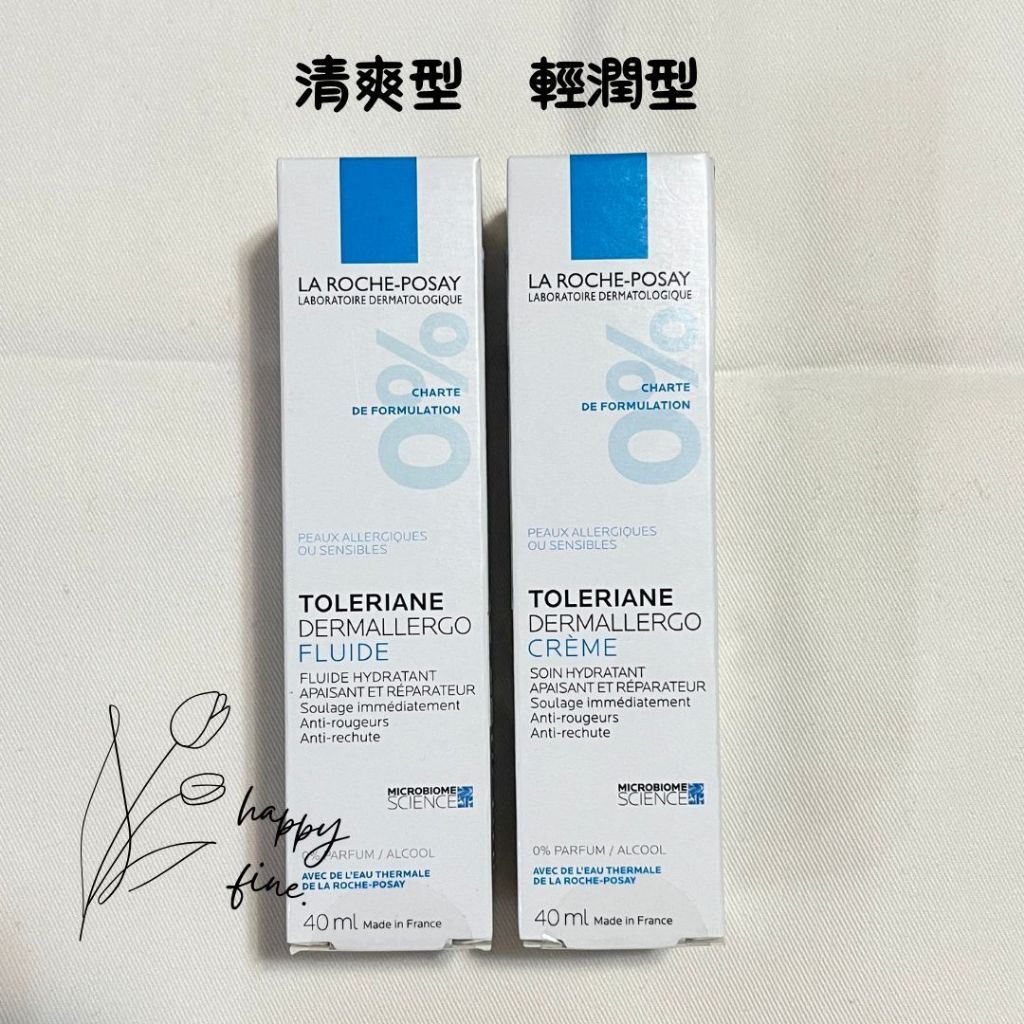 清爽型 輕潤型
LA ROCHE-POSAY
LABORATOIRE DERMATOLOGIQUE
0%
CHARTE
DE FORMULATION
PEAUX ALLERGIQUES
OU SENSIBLES
TOLERIANE
DERMALLERGO
FLUIDE
FLUIDE HYDRATANT
APAISANT ET RÉPARATEUR
Soulage immédiatement
Anti-rougeurs
Anti-rechute
MICROBIOME
SCIENCE
0% PARFUM / ALCOOL
AVEC DE L'EAU THERMALE
DE LA ROCHE-POSAY
40 ml Made in France
LA ROCHE-POSAY
LABORATOIRE DERMATOLOGIQUE
0%
CHARTE
DE FORMULATION
PEAUX ALLERGIQUES
OU SENSIBLES
TOLERIANE
DERMALLERGO
CRÈME
SOIN HYDRATANT
APAISANT ET RÉPARATEUR
Soulage immédiatement
Anti-rougeurs
Anti-rechute
MICROBIOME
SCIENCE
0% PARFUM / ALCOOL
AVEC DE L'EAU THERMALE
DE LA ROCHE-POSAY
40 ml Made in France
happy
fine.